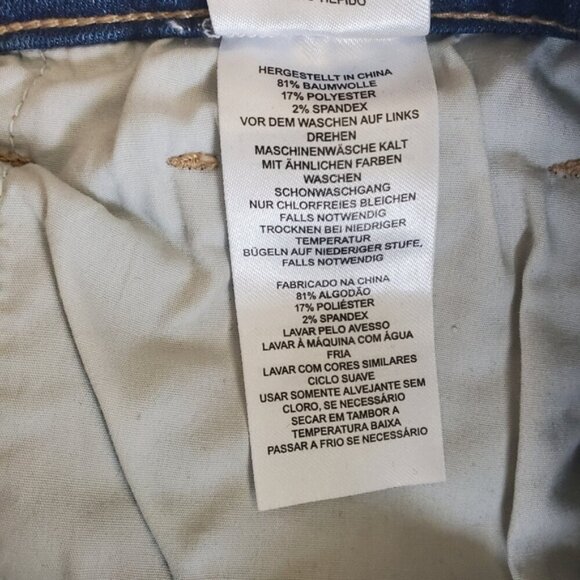 HERGESTELLT IN CHINA
81% BAUMWOLLE
17% POLYESTER
2% SPANDEX
VOR DEM WASCHEN AUF LINKS
DREHEN
MASCHINENWÄSCHE KALT
MIT ÄHNLICHEN FARBEN
WASCHEN
SCHONWASCHGANG
NUR CHLORFREIES BLEICHEN
FALLS NOTWENDIG
TROCKNEN BEI NIEDRIGER
TEMPERATUR
BÜGELN AUF NIEDERIGER STUFE,
FALLS NOTWENDIG
FABRICADO NA CHINA
81% ALGODÃO
17% POLIÉSTER
2% SPANDEX
LAVAR PELO AVESSO
LAVAR À MÁQUINA COM ÁGUA
FRIA
LAVAR COM CORES SIMILARES
CICLO SUAVE
USAR SOMENTE ALVEJANTE SEM
CLORO, SE NECESSÁRIO
SECAR EM TAMBOR A
TEMPERATURA BAIXA
PASSAR A FRIO SE NECESSÁRIO